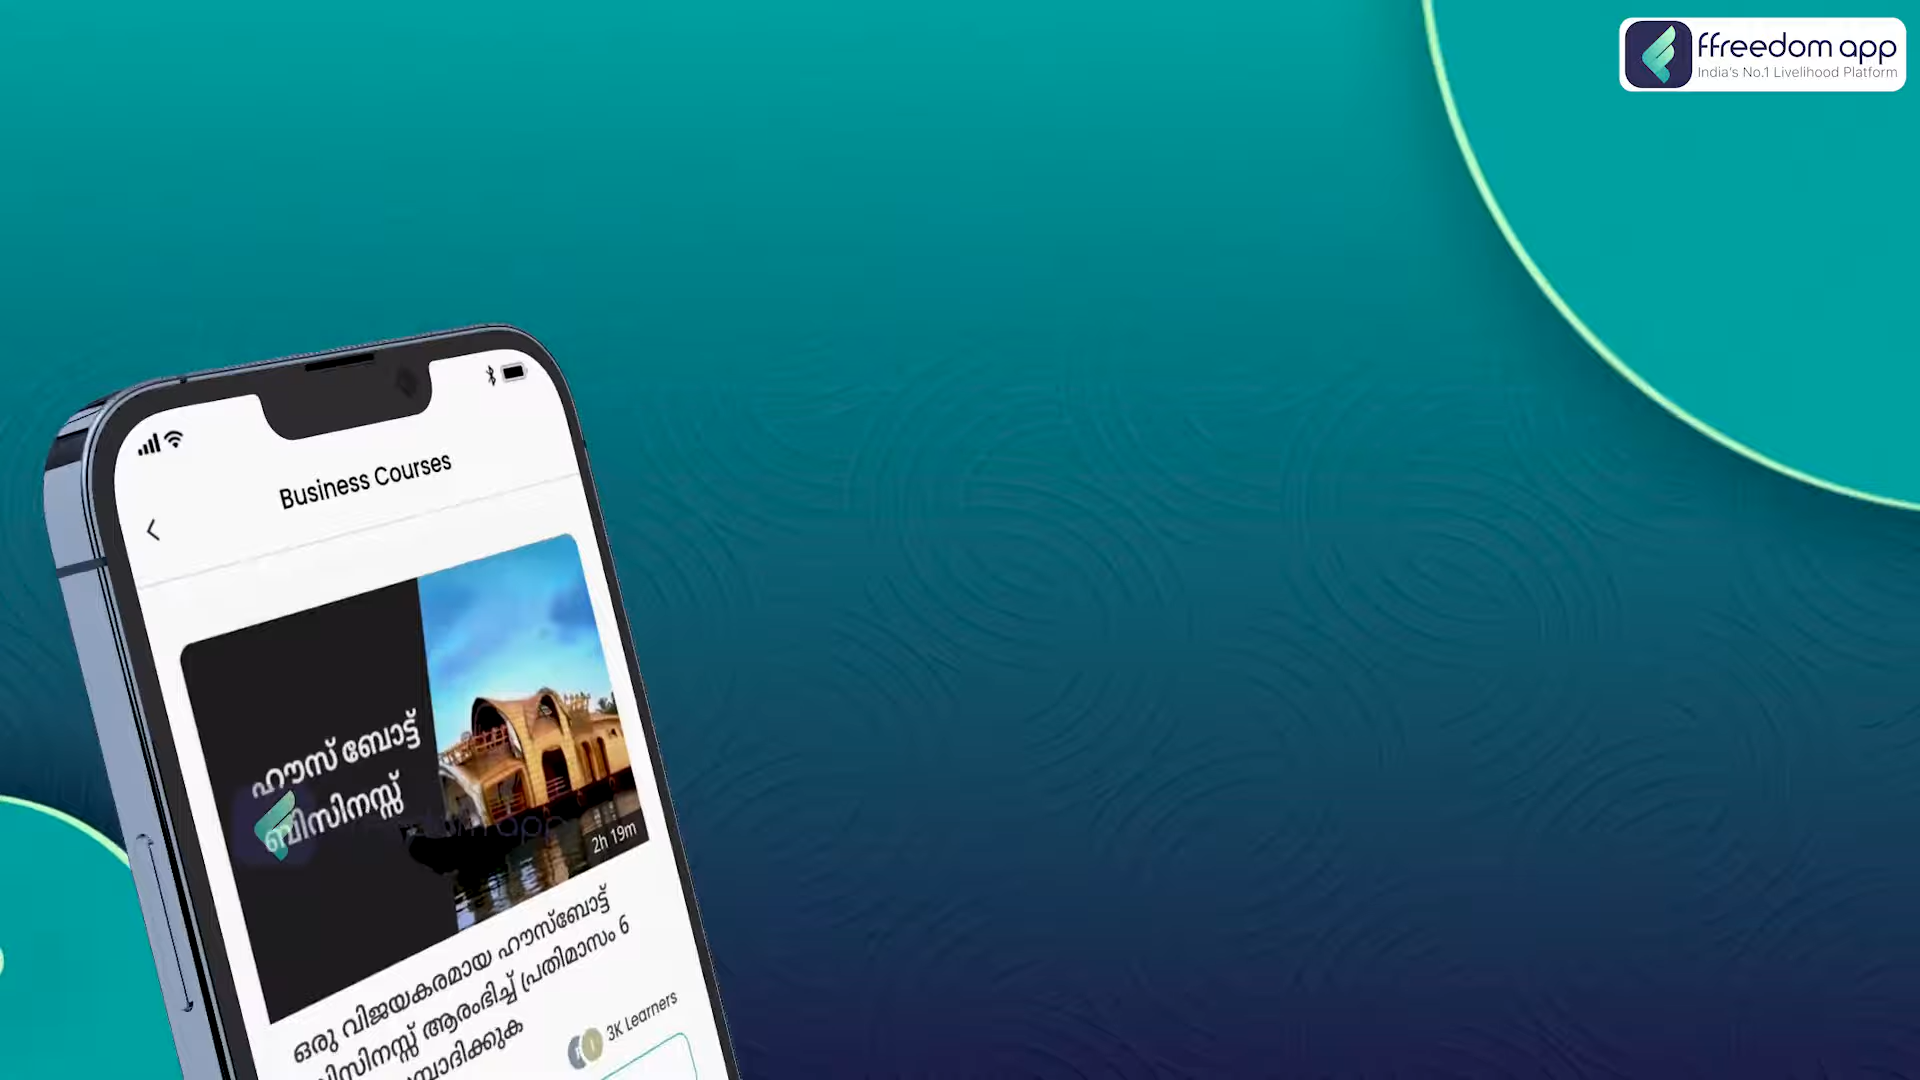 ffreedom app
India's No.1 Livelihood Platform
Business Courses
ഹൗസ് ബോട്ട്
ബിസിനസ്സ്
2h 19m
ഒരു വിജയകരമായ ഹൗസ്ബോട്ട്
ബിസിനസ്സ് ആരംഭിച്ച് പ്രതിമാസം 6
3K Learners